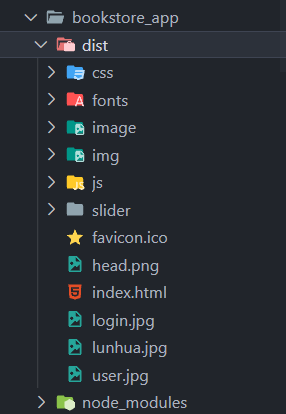 bookstore_app
dist
css
fonts
image
img
js
slider
favicon.ico
head.png
index.html
login.jpg
lunhua.jpg
user.jpg
node_modules